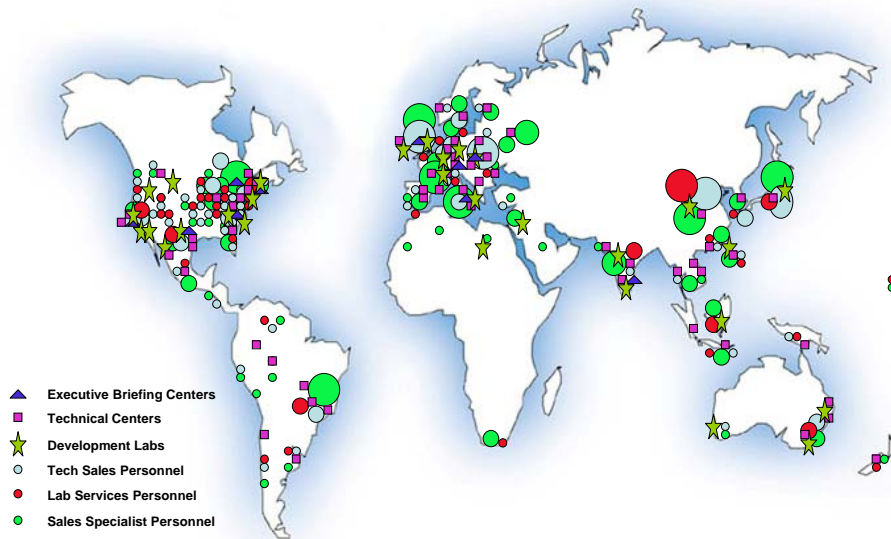 Executive Briefing Centers
Technical Centers
Development Labs
Tech Sales Personnel
Lab Services Personnel
Sales Specialist Personnel